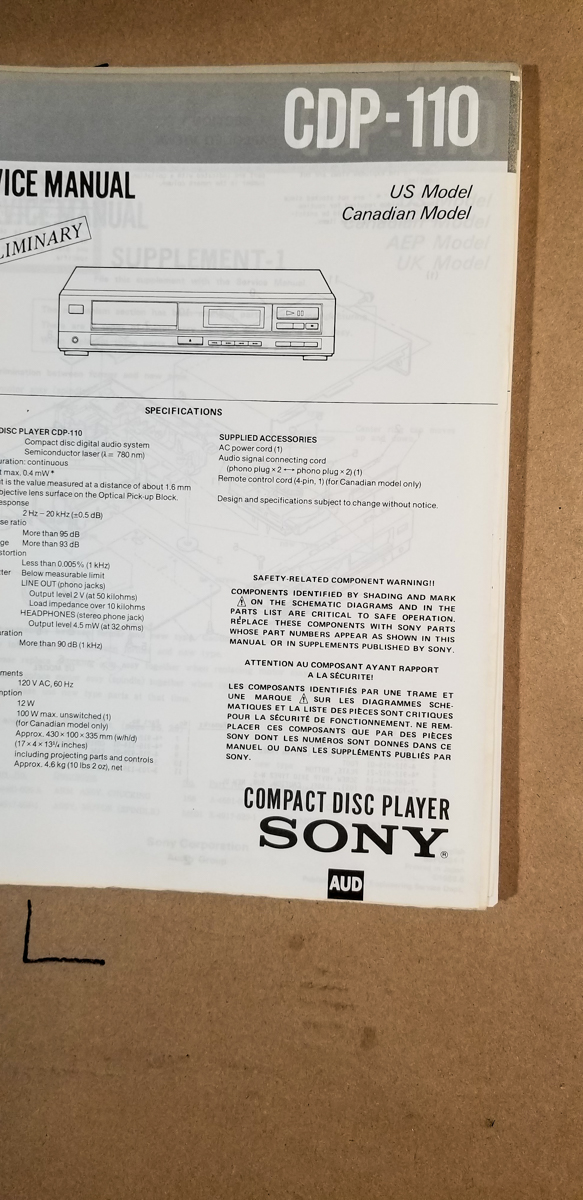 CDP-110
VICE MANUAL
US Model
Canadian Model
LIMINARY
AEP Model
UK Model
SUPPLEMENT-1
SPECIFICATIONS
DISC PLAYER CDP-110
Compact disc digital audio system
Semiconductor laser (λ = 780 nm)
uration: continuous
t max. 0.4 mW*
t is the value measured at a distance of about 1.6 mm
bjective lens surface on the Optical Pick-up Block.
esponse
2 Hz – 20 kHz (±0.5 dB)
se ratio
More than 95 dB
ge More than 93 dB
stortion
Less than 0.005% (1 kHz)
tter Below measurable limit
LINE OUT (phono jacks)
Output level 2 V (at 50 kilohms)
Load impedance over 10 kilohms
HEADPHONES (stereo phone jack)
Output level 4.5 mW (at 32 ohms)
aration
More than 90 dB (1 kHz)
ments
120 V AC, 60 Hz
mption
12 W
100 W max. unswitched (1)
(for Canadian model only)
Approx. 430 × 100 × 335 mm (w/h/d)
(17 × 4 × 13¼ inches)
including projecting parts and controls
Approx. 4.6 kg (10 lbs 2 oz), net
SUPPLIED ACCESSORIES
AC power cord (1)
Audio signal connecting cord
(phono plug × 2 ⟷ phono plug × 2) (1)
Remote control cord (4-pin, 1) (for Canadian model only)
Design and specifications subject to change without notice.
SAFETY-RELATED COMPONENT WARNING!!
COMPONENTS IDENTIFIED BY SHADING AND MARK
⚠ ON THE SCHEMATIC DIAGRAMS AND IN THE
PARTS LIST ARE CRITICAL TO SAFE OPERATION.
REPLACE THESE COMPONENTS WITH SONY PARTS
WHOSE PART NUMBERS APPEAR AS SHOWN IN THIS
MANUAL OR IN SUPPLEMENTS PUBLISHED BY SONY.
ATTENTION AU COMPOSANT AYANT RAPPORT
A LA SÉCURITÉ!
LES COMPOSANTS IDENTIFIÉS PAR UNE TRAME ET
UNE MARQUE ⚠ SUR LES DIAGRAMMES SCHÉ-
MATIQUES ET LA LISTE DES PIÈCES SONT CRITIQUES
POUR LA SÉCURITÉ DE FONCTIONNEMENT. NE REM-
PLACER CES COMPOSANTS QUE PAR DES PIÈCES
SONY DONT LES NUMÉROS SONT DONNÉS DANS CE
MANUEL OU DANS LES SUPPLÉMENTS PUBLIÉS PAR
SONY.
COMPACT DISC PLAYER
SONY®
AUD